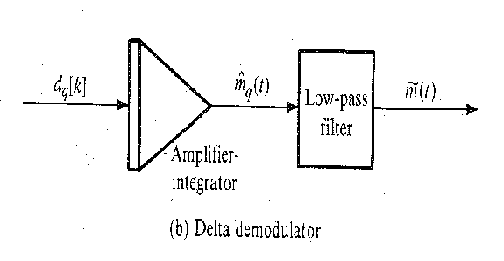 d_q[k]
m̂_q(t)
Low-pass
filter
m̃(t)
Amplifier-
integrator
(b) Delta demodulator